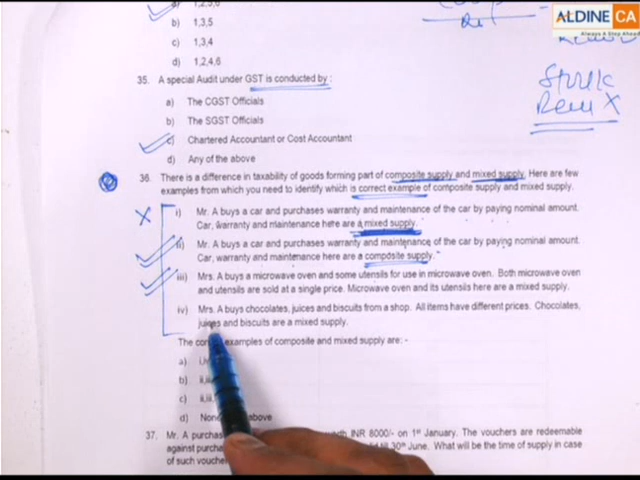 a) 1,2,5,6
b) 1,3,5
c) 1,3,4
d) 1,2,4,6
ALDINE CA
Always A Step Ahead
35. A special Audit under GST is conducted by :
a) The CGST Officials
b) The SGST Officials
c) Chartered Accountant or Cost Accountant
d) Any of the above
36. There is a difference in taxability of goods forming part of composite supply and mixed supply. Here are few
examples from which you need to identify which is correct example of composite supply and mixed supply.
i) Mr. A buys a car and purchases warranty and maintenance of the car by paying nominal amount.
Car, warranty and maintenance here are a mixed supply.
ii) Mr. A buys a car and purchases warranty and maintenance of the car by paying nominal amount.
Car, warranty and maintenance here are a composite supply.
iii) Mrs. A buys a microwave oven and some utensils for use in microwave oven. Both microwave oven
and utensils are sold at a single price. Microwave oven and its utensils here are a mixed supply.
iv) Mrs. A buys chocolates, juices and biscuits from a shop. All items have different prices. Chocolates,
juices and biscuits are a mixed supply.
The examples of composite and mixed supply are: -
a)
b)
c)
d) above
37. Mr. A INR 8000/- on 1st January. The vouchers are redeemable
against 30th June. What will be the time of supply in case
of such